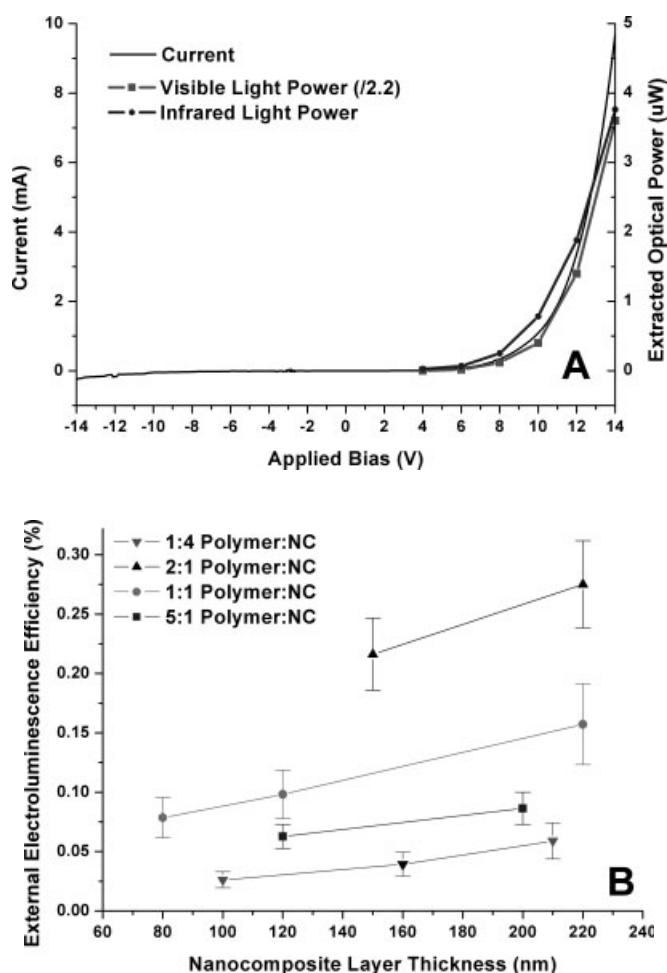 10
8
6
4
2
0
Current (mA)
5
4
3
2
1
0
Extracted Optical Power (uW)
Current
Visible Light Power (/2.2)
Infrared Light Power
A
-14 -12 -10 -8 -6 -4 -2 0 2 4 6 8 10 12 14
Applied Bias (V)
External Electroluminescence Efficiency (%)
0.30
0.25
0.20
0.15
0.10
0.05
0.00
1:4 Polymer:NC
2:1 Polymer:NC
1:1 Polymer:NC
5:1 Polymer:NC
B
60 80 100 120 140 160 180 200 220 240
Nanocomposite Layer Thickness (nm)